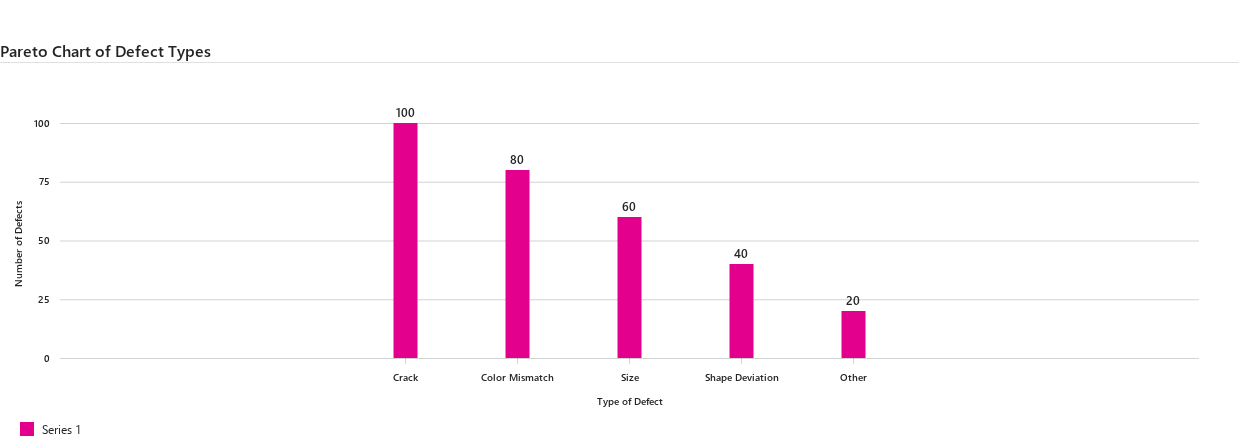 Pareto Chart of Defect Types
100
100
80
75
60
50
40
25
20
0
Number of Defects
Crack
Color Mismatch
Size
Shape Deviation
Other
Type of Defect
Series 1